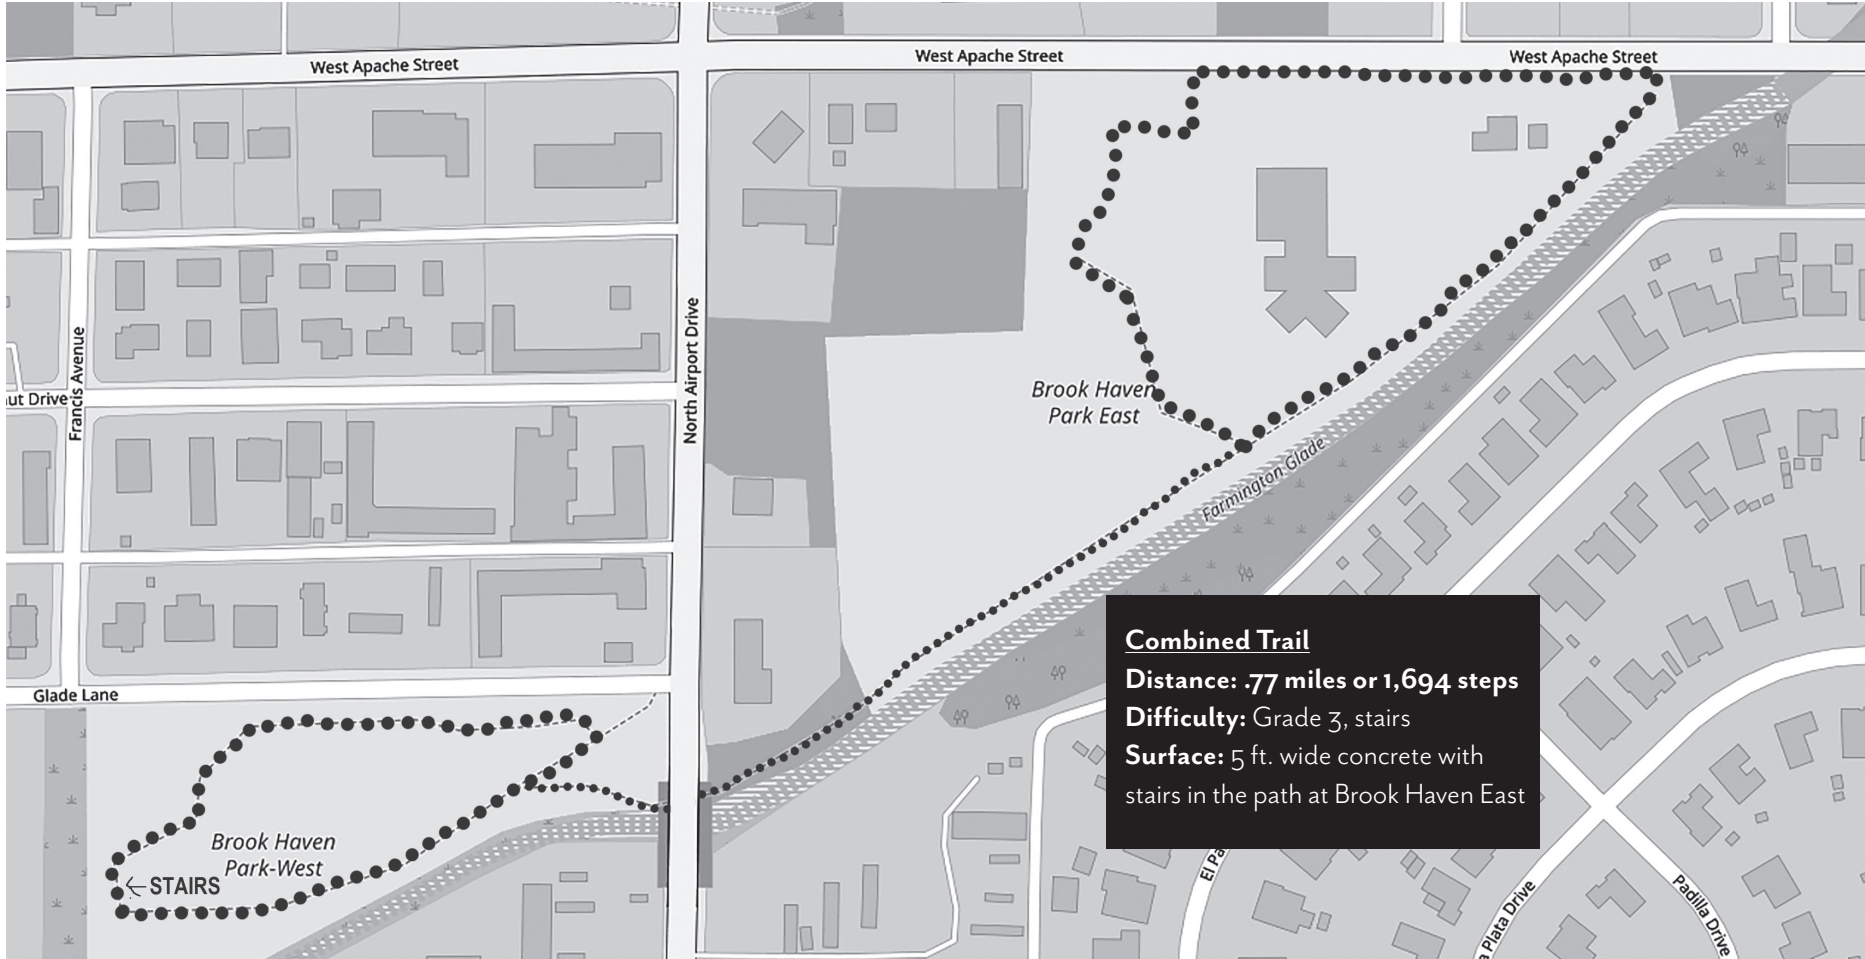 West Apache Street
West Apache Street
West Apache Street
Francis Avenue
North Airport Drive
ut Drive
Brook Haven
Park East
Farmington Glade
Glade Lane
Combined Trail
Distance: .77 miles or 1,694 steps
Difficulty: Grade 3, stairs
Surface: 5 ft. wide concrete with
stairs in the path at Brook Haven East
Brook Haven
Park-West
←STAIRS
El Pa
Plata Drive
Padilla Drive